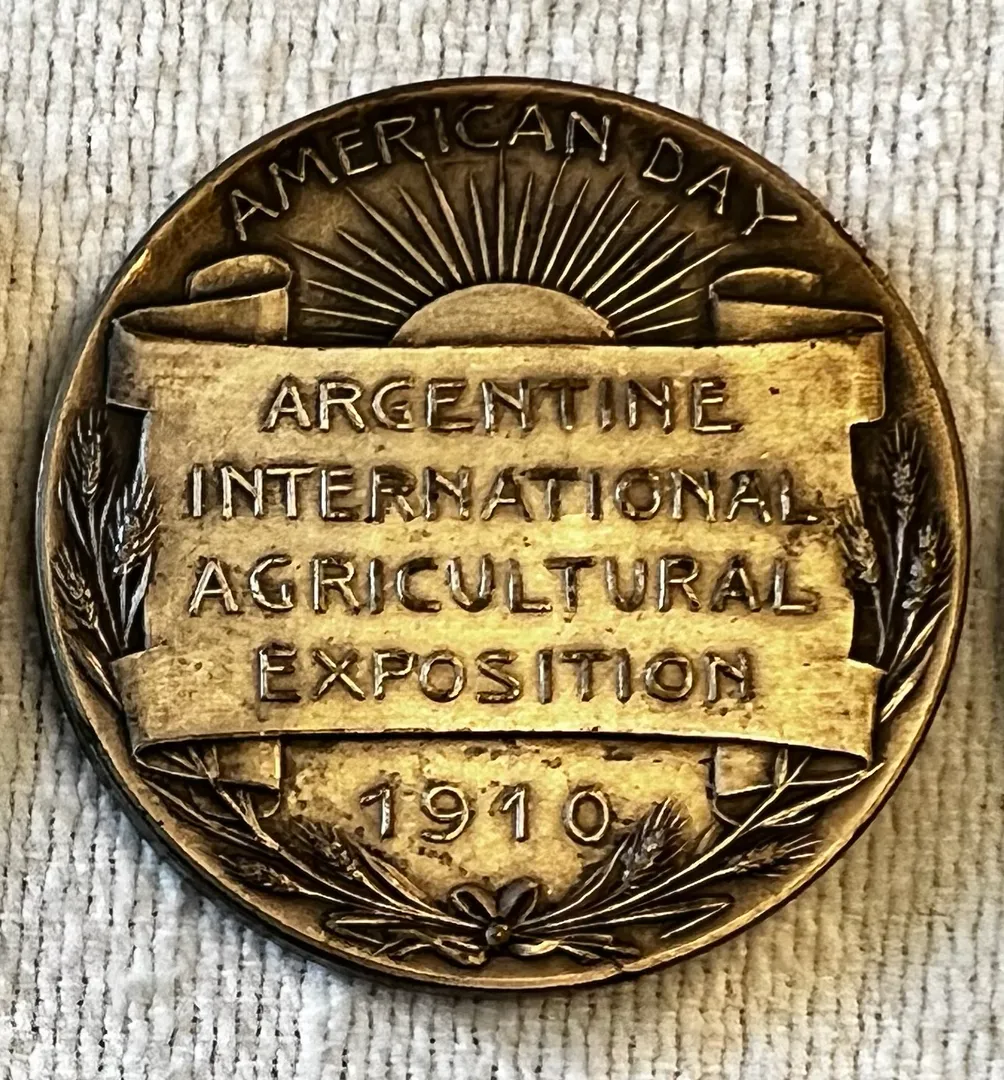 AMERICAN DAY
ARGENTINE
INTERNATIONAL
AGRICULTURAL
EXPOSITION
1910